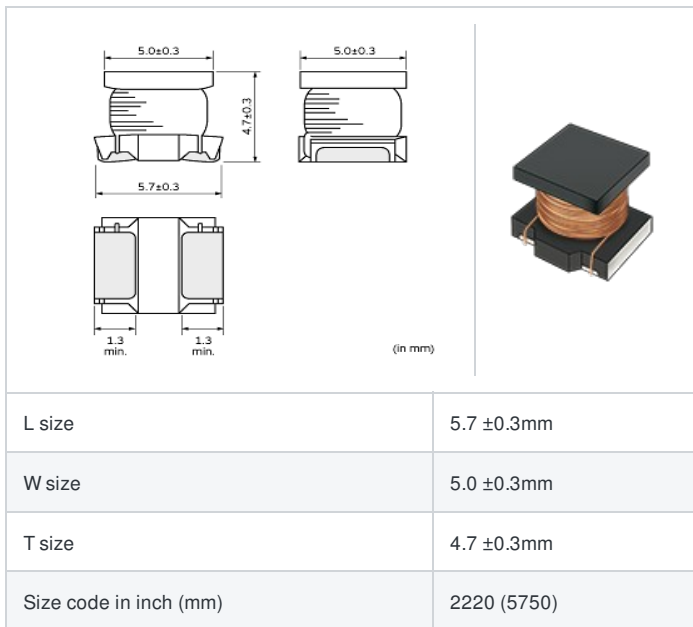 5.0±0.3
5.0±0.3
4.7±0.3
5.7±0.3
1.3
min.
1.3
min.
(in mm)
L size
5.7 ±0.3mm
W size
5.0 ±0.3mm
T size
4.7 ±0.3mm
Size code in inch (mm)
2220 (5750)